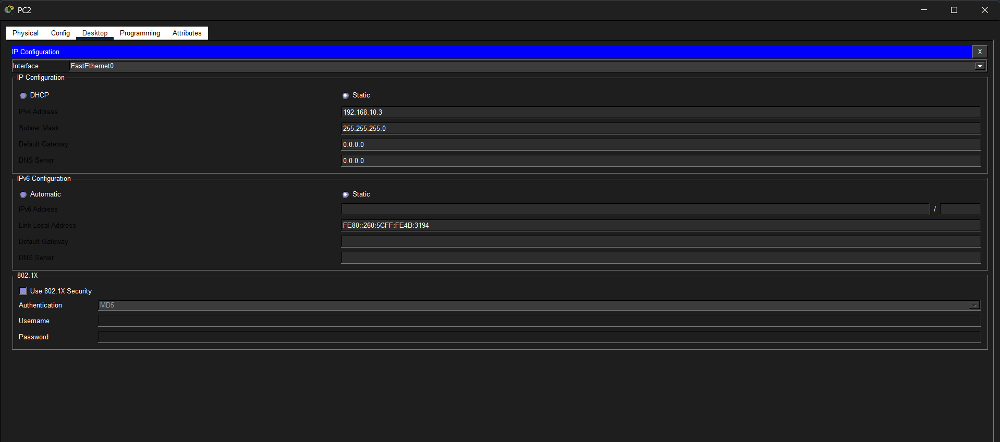 PC2
Physical Config Desktop Programming Attributes
IP Configuration X
Interface FastEthernet0
IP Configuration
DHCP Static
IPv4 Address 192.168.10.3
Subnet Mask 255.255.255.0
Default Gateway 0.0.0.0
DNS Server 0.0.0.0
IPv6 Configuration
Automatic Static
IPv6 Address /
Link Local Address FE80::260:5CFF:FE4B:3194
Default Gateway
DNS Server
802.1X
Use 802.1X Security
Authentication MD5
Username
Password